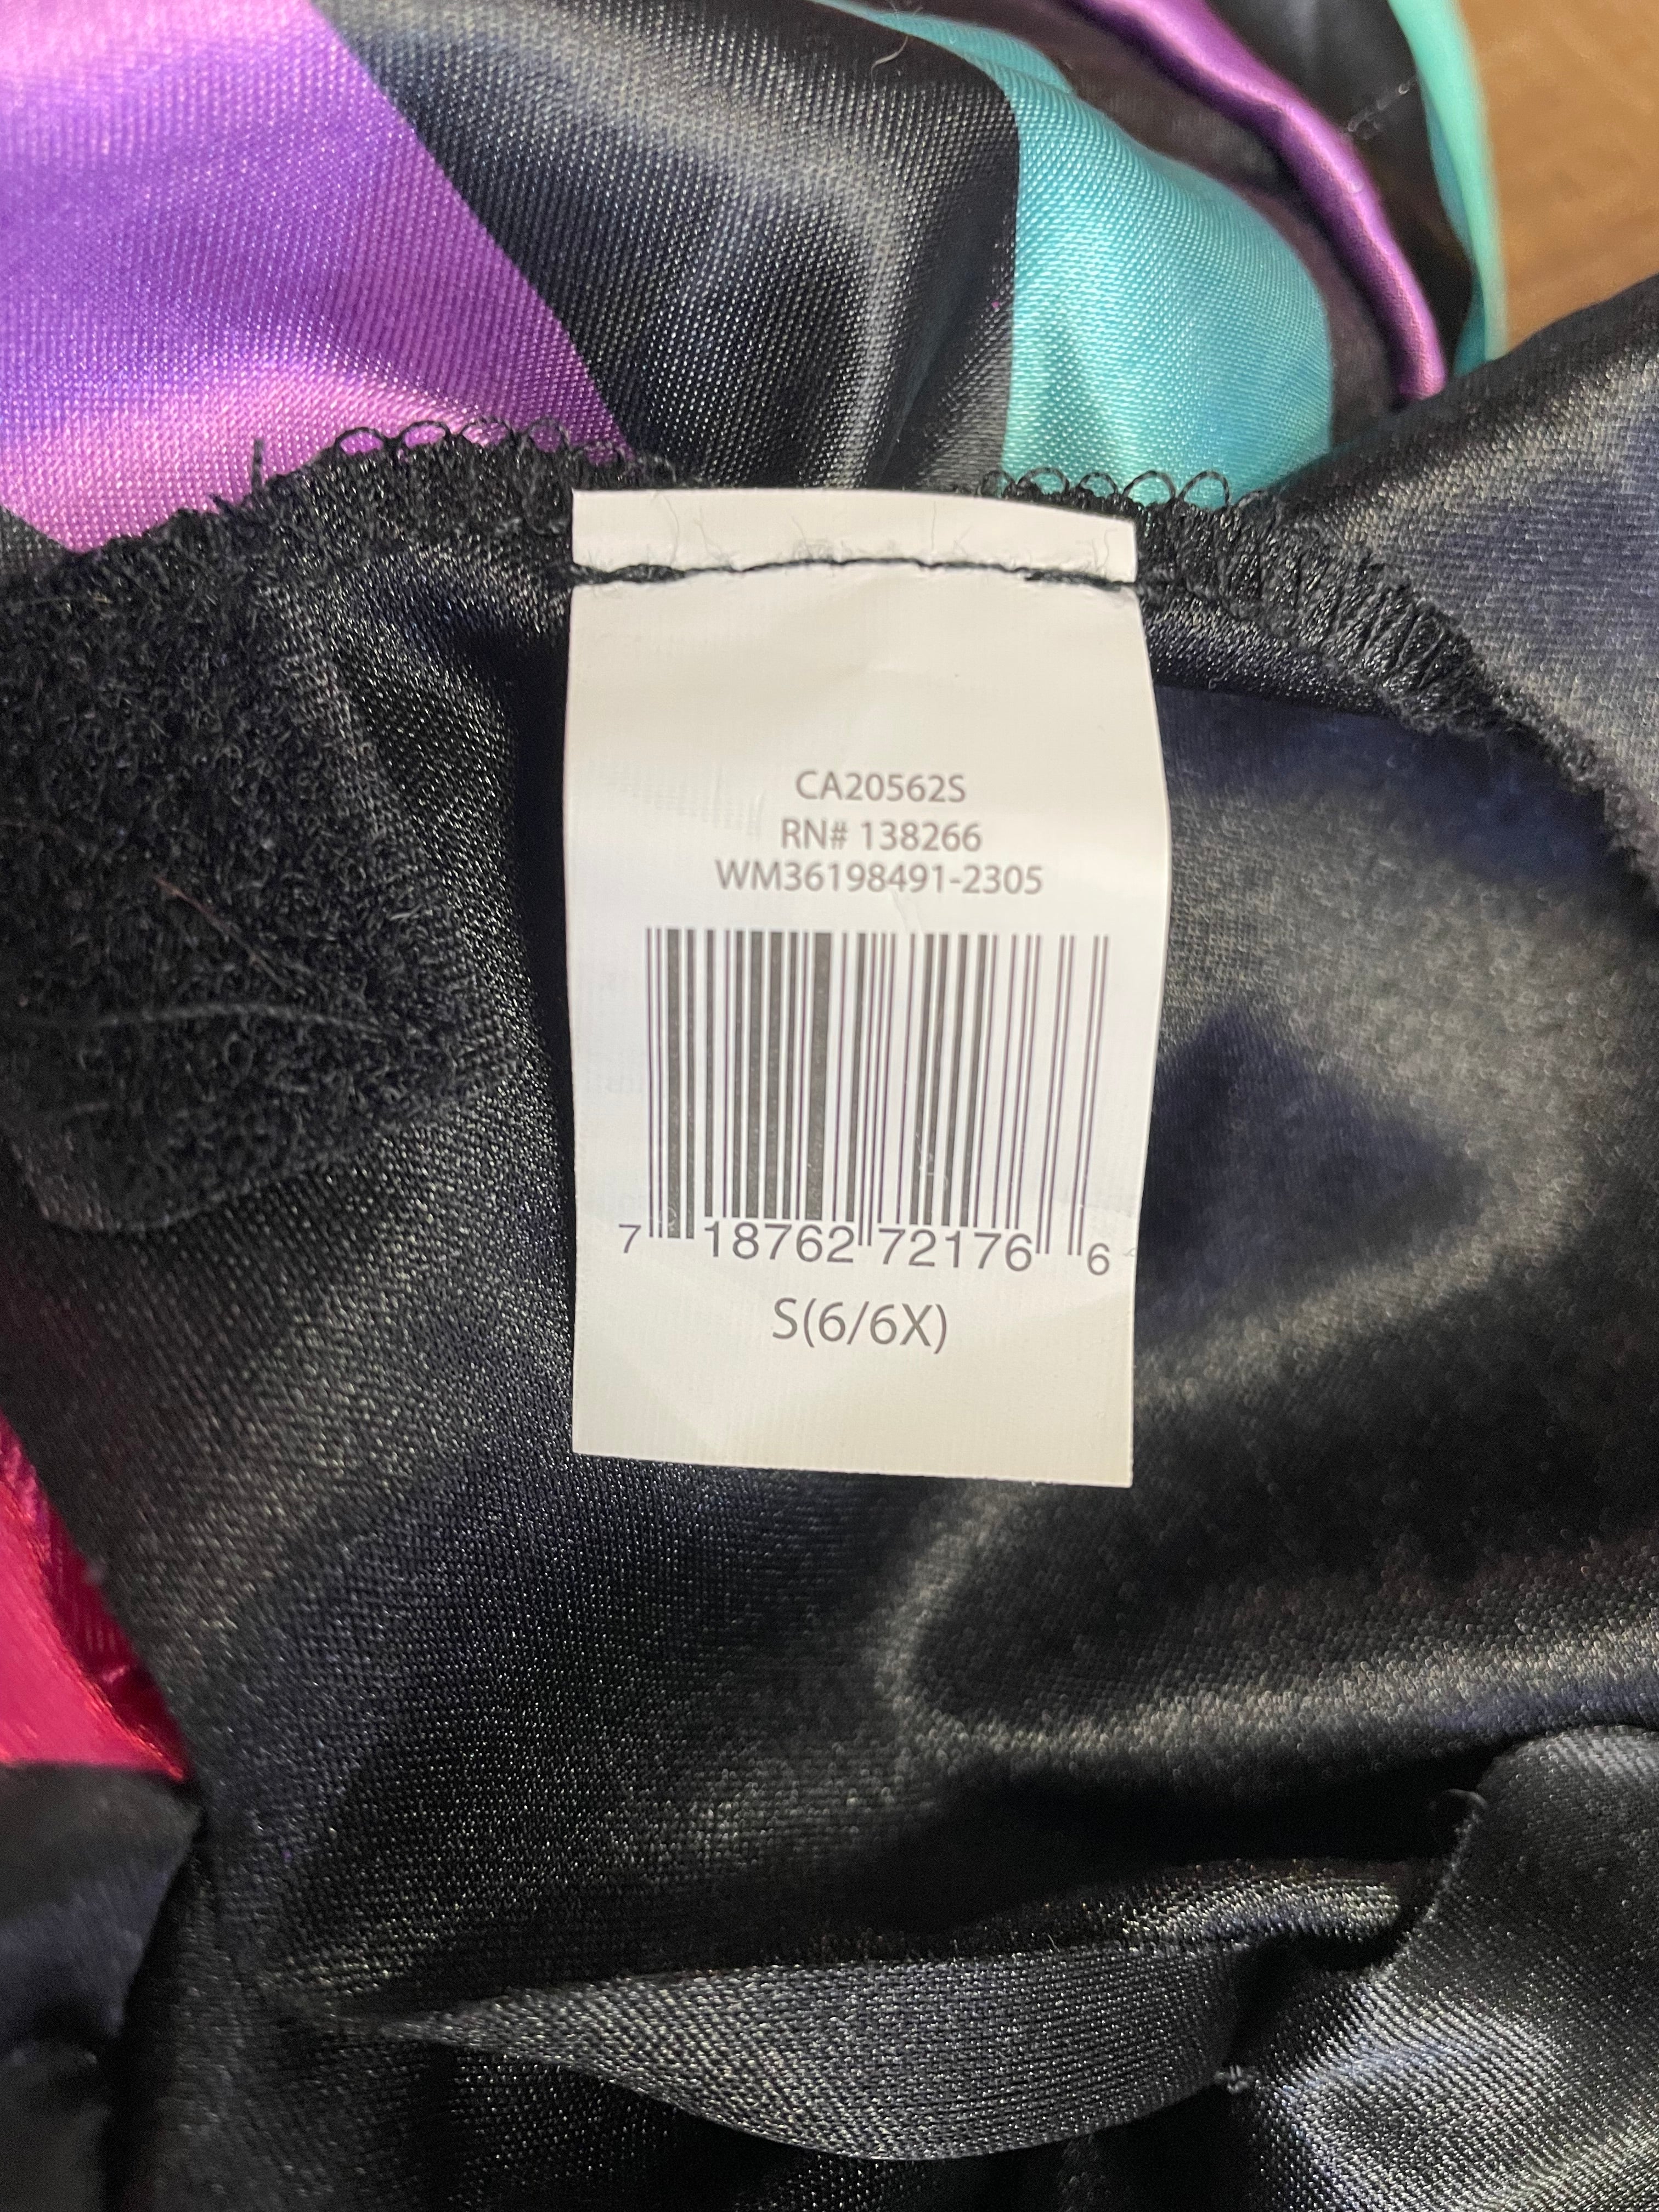 CA20562S
RN# 138266
WM36198491-2305
7 18762 72176 6
S(6/6X)